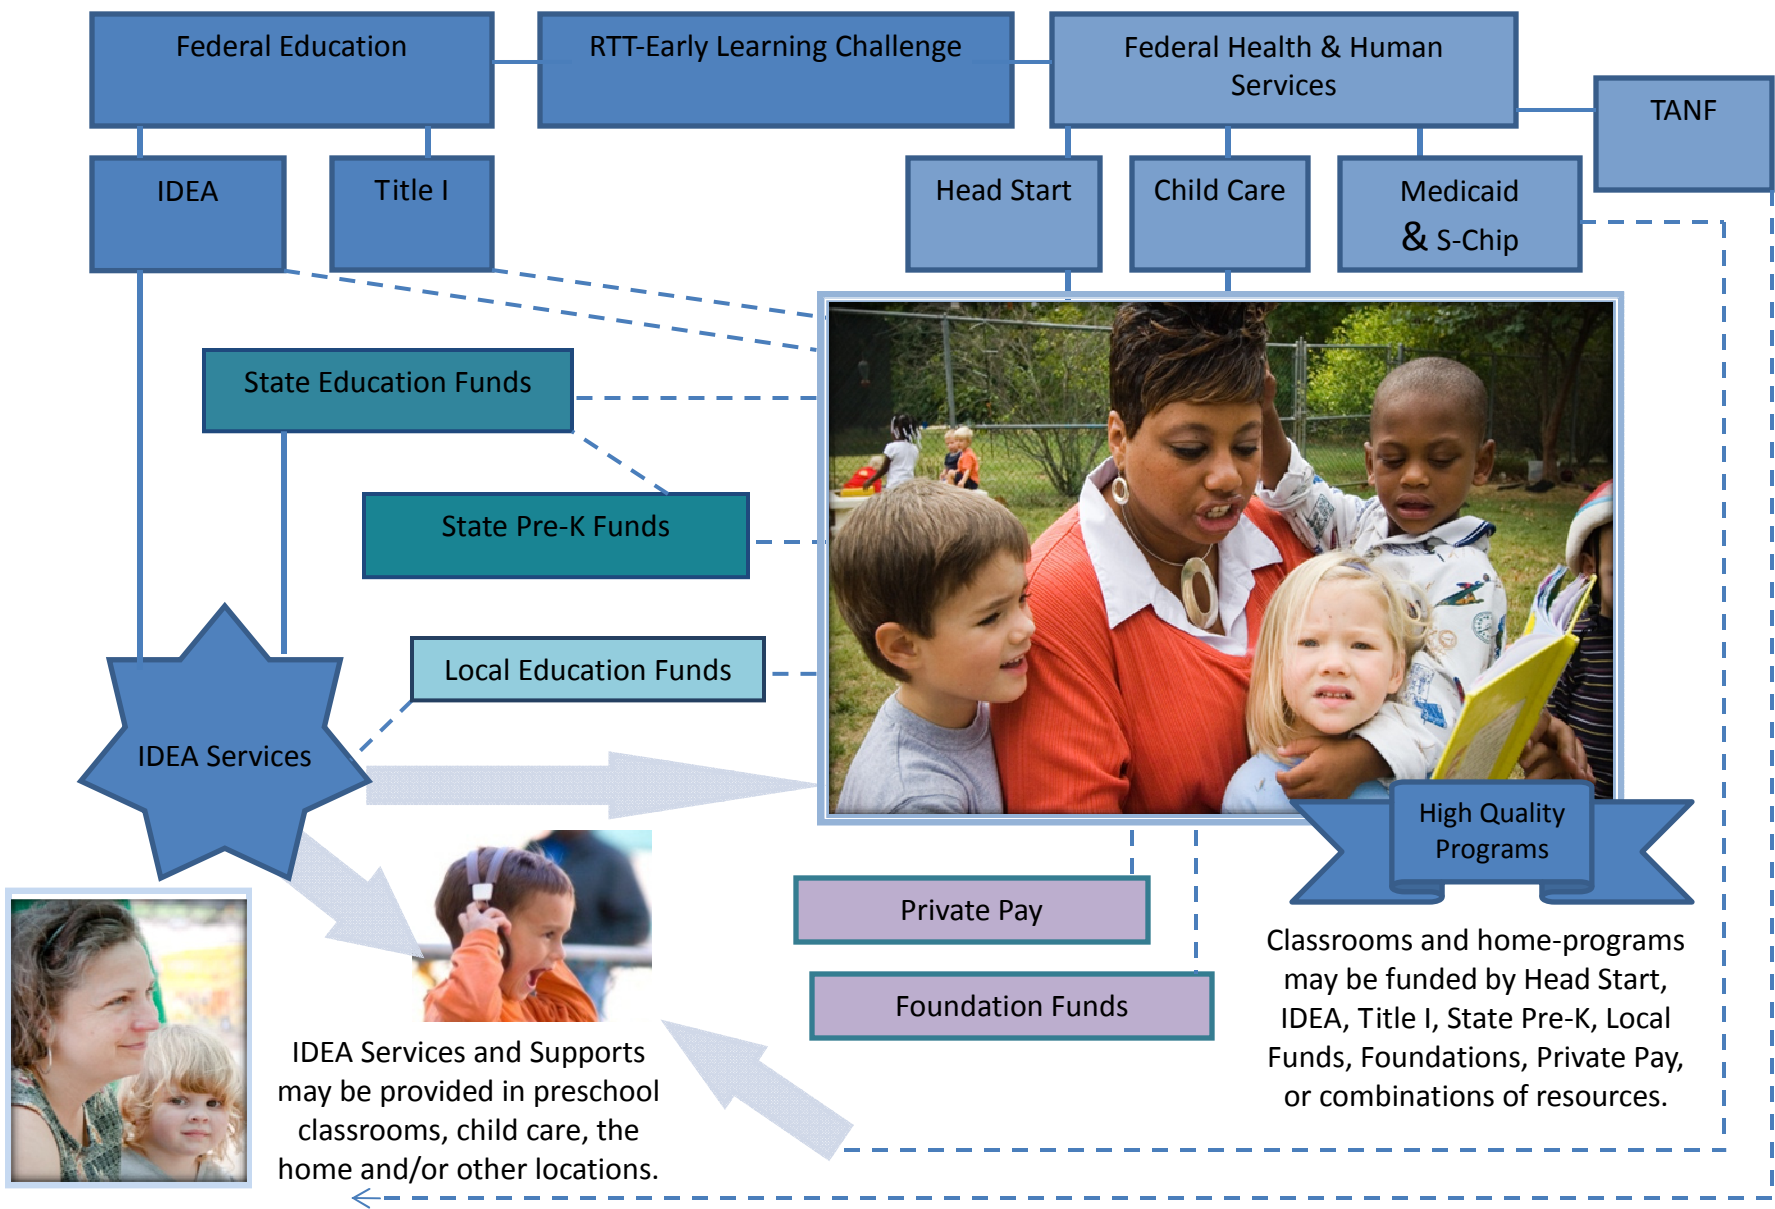 Federal Education
RTT-Early Learning Challenge
Federal Health & Human
Services
TANF
IDEA
Title I
Head Start
Child Care
Medicaid
& S-Chip
State Education Funds
State Pre-K Funds
Local Education Funds
IDEA Services
High Quality
Programs
Private Pay
Foundation Funds
Classrooms and home-programs
may be funded by Head Start,
IDEA, Title I, State Pre-K, Local
Funds, Foundations, Private Pay,
or combinations of resources.
IDEA Services and Supports
may be provided in preschool
classrooms, child care, the
home and/or other locations.